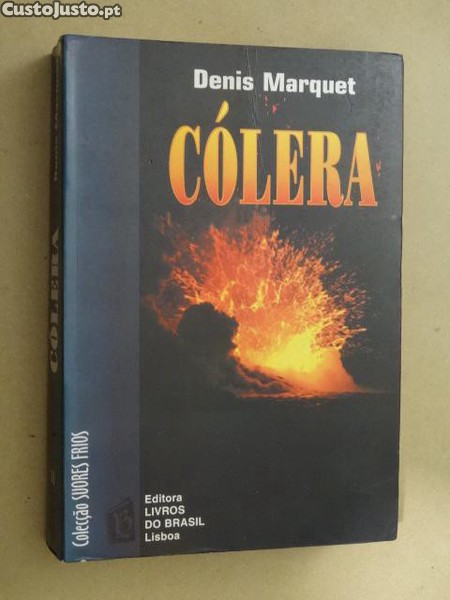 CustoJusto.pt
Denis Marquet
CÓLERA
CÓLERA
Colecção SUORES FRIOS
Editora
LIVROS
DO BRASIL
Lisboa